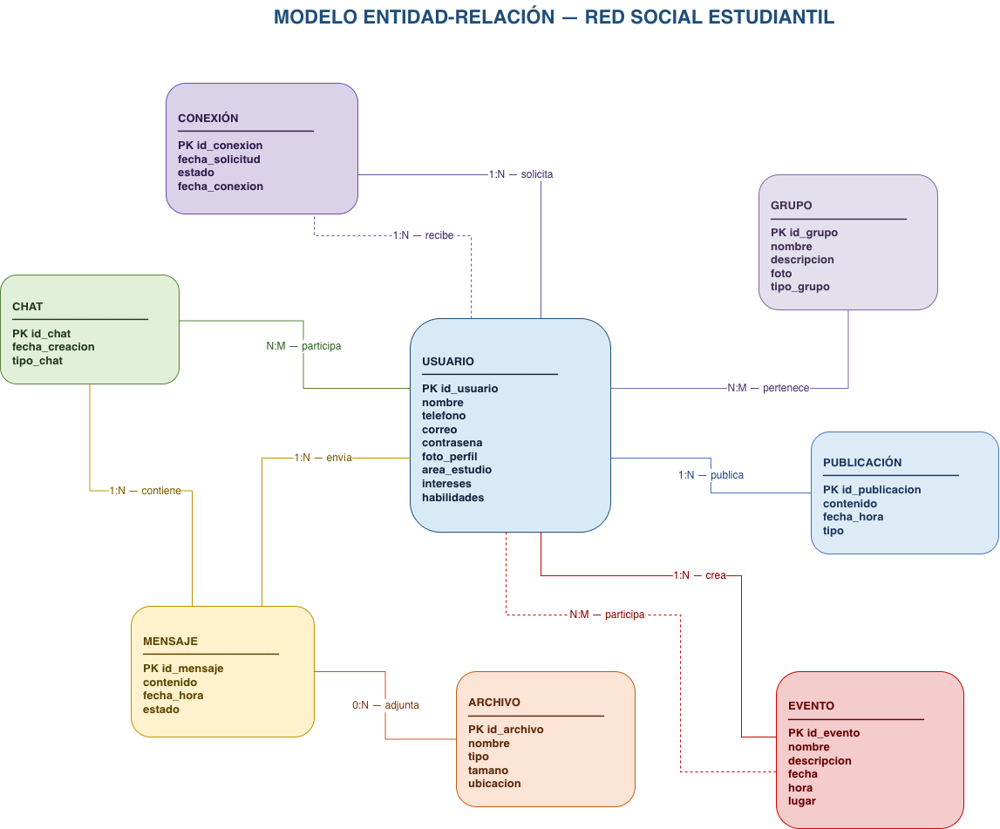 MODELO ENTIDAD-RELACIÓN — RED SOCIAL ESTUDIANTIL
CONEXIÓN
PK id_conexion
fecha_solicitud
estado
fecha_conexion
1:N — solicita
1:N — recibe
GRUPO
PK id_grupo
nombre
descripcion
foto
tipo_grupo
CHAT
PK id_chat
fecha_creacion
tipo_chat
N:M — participa
USUARIO
PK id_usuario
nombre
telefono
correo
contrasena
foto_perfil
area_estudio
intereses
habilidades
N:M — pertenece
1:N — envía
1:N — publica
PUBLICACIÓN
PK id_publicacion
contenido
fecha_hora
tipo
1:N — contiene
1:N — crea
N:M — participa
MENSAJE
PK id_mensaje
contenido
fecha_hora
estado
0:N — adjunta
ARCHIVO
PK id_archivo
nombre
tipo
tamano
ubicacion
EVENTO
PK id_evento
nombre
descripcion
fecha
hora
lugar